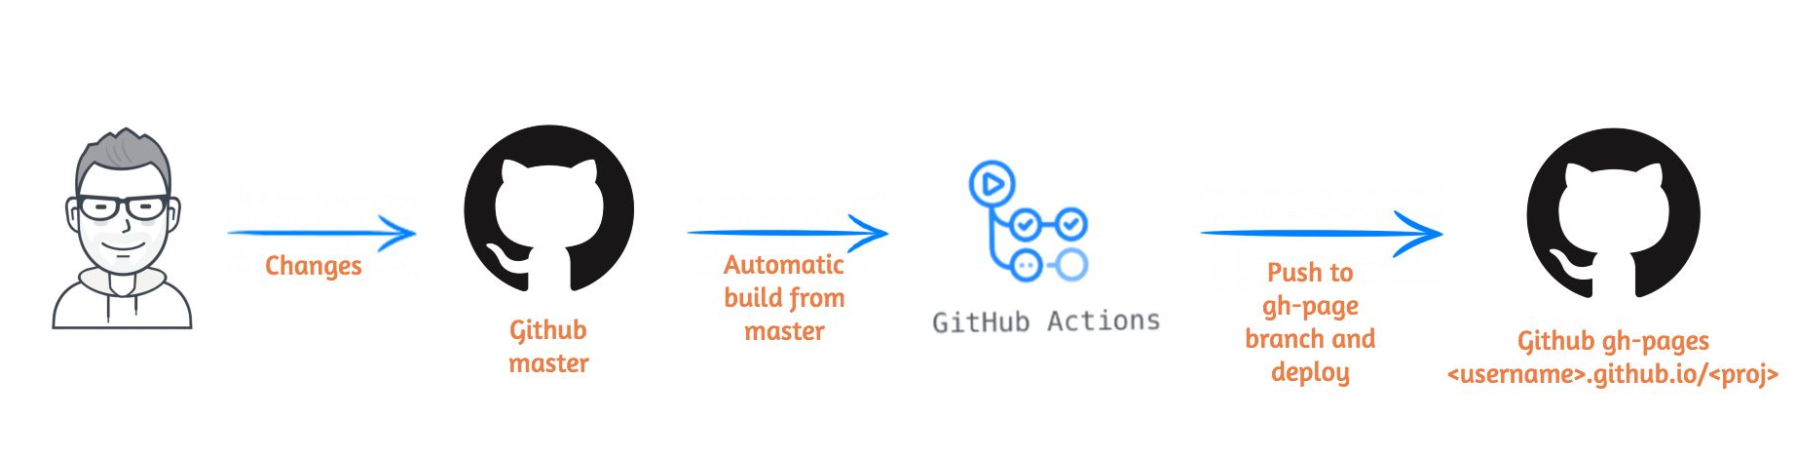 Changes
Github
master
Automatic
build from
master
GitHub Actions
Push to
gh-page
branch and
deploy
Github gh-pages
<username>.github.io/<proj>